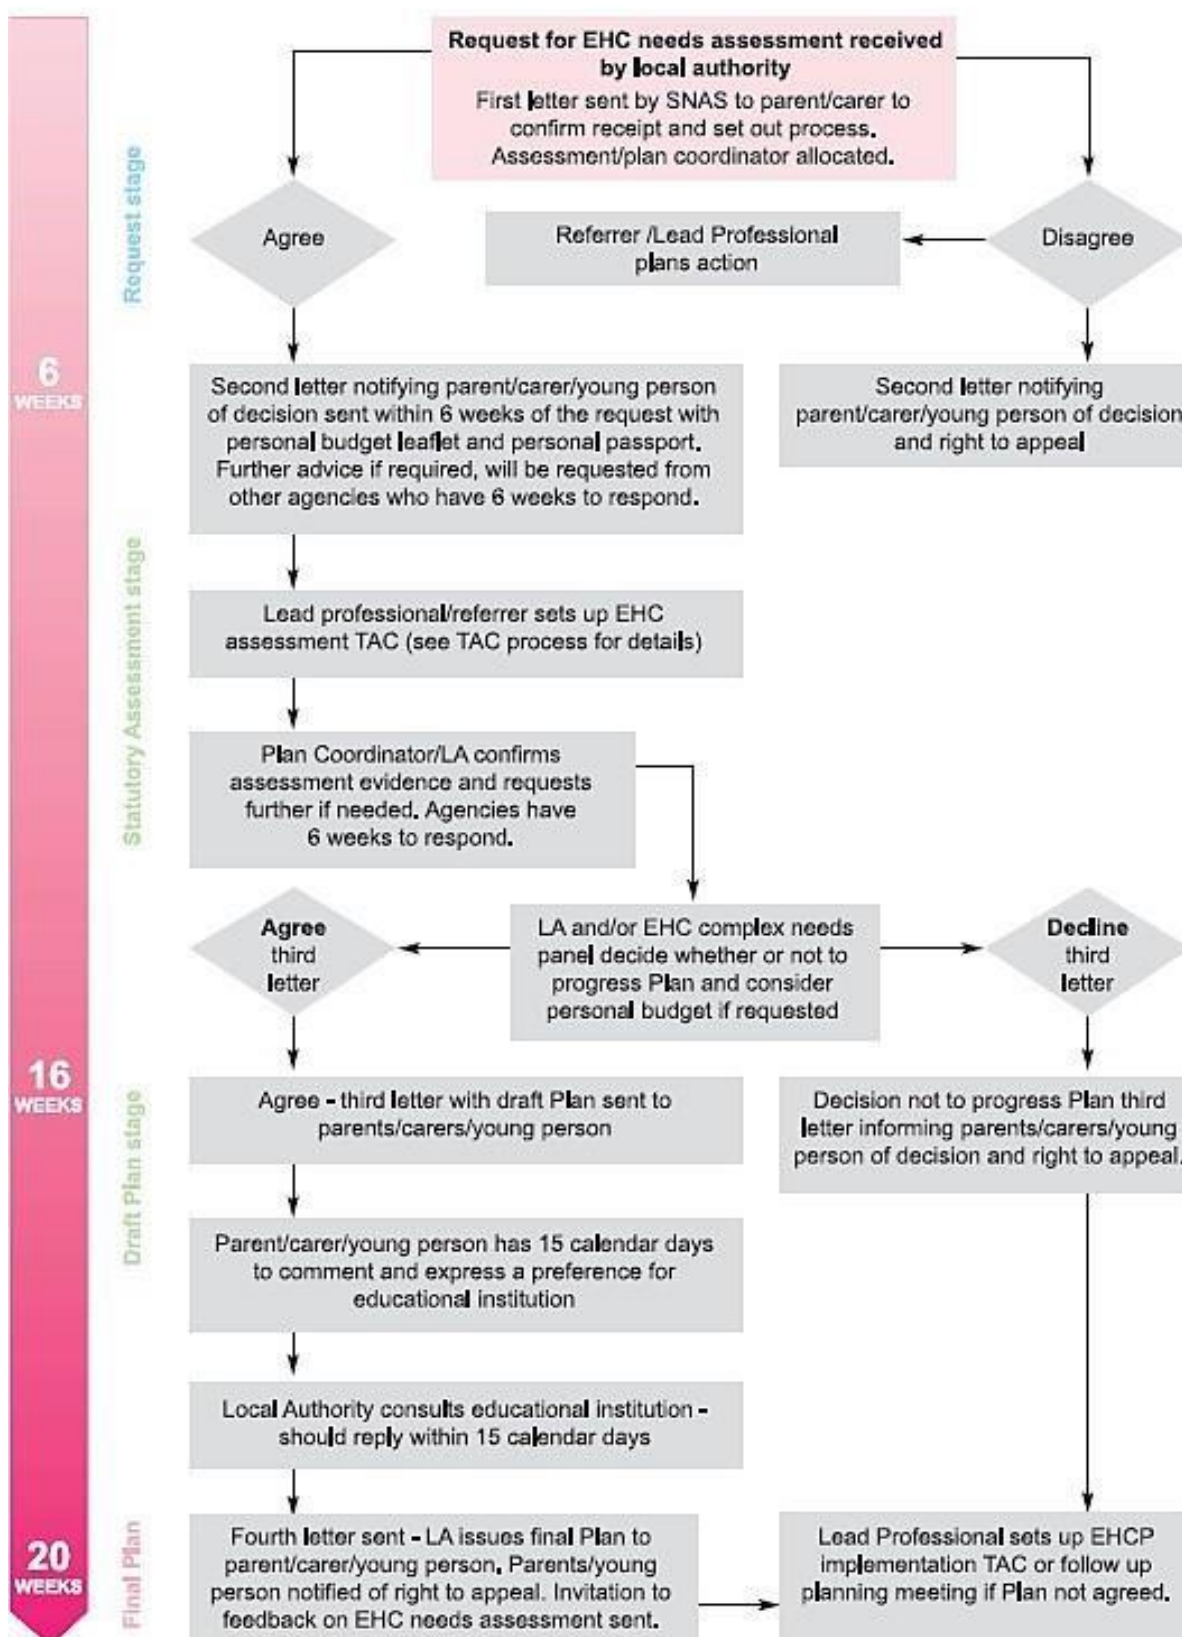 Request for EHC needs assessment received
by local authority
First letter sent by SNAS to parent/carer to
confirm receipt and set out process.
Assessment/plan coordinator allocated.
Request stage
Agree
Referrer /Lead Professional
plans action
Disagree
6
WEEKS
Second letter notifying parent/carer/young person
of decision sent within 6 weeks of the request with
personal budget leaflet and personal passport.
Further advice if required, will be requested from
other agencies who have 6 weeks to respond.
Second letter notifying
parent/carer/young person of decision
and right to appeal
Statutory Assessment stage
Lead professional/referrer sets up EHC
assessment TAC (see TAC process for details)
Plan Coordinator/LA confirms
assessment evidence and requests
further if needed. Agencies have
6 weeks to respond.
Agree
third
letter
LA and/or EHC complex needs
panel decide whether or not to
progress Plan and consider
personal budget if requested
Decline
third
letter
16
WEEKS
Draft Plan stage
Agree - third letter with draft Plan sent to
parents/carers/young person
Decision not to progress Plan third
letter informing parents/carers/young
person of decision and right to appeal.
Parent/carer/young person has 15 calendar days
to comment and express a preference for
educational institution
Local Authority consults educational institution -
should reply within 15 calendar days
20
WEEKS
Final Plan
Fourth letter sent - LA issues final Plan to
parent/carer/young person. Parents/young
person notified of right to appeal. Invitation to
feedback on EHC needs assessment sent.
Lead Professional sets up EHCP
implementation TAC or follow up
planning meeting if Plan not agreed.